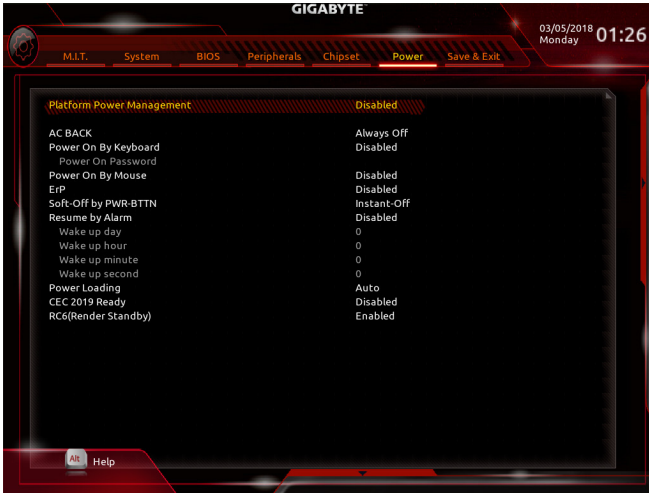 GIGABYTE™
03/05/2018 01:26
Monday
M.I.T. System BIOS Peripherals Chipset Power Save & Exit
Platform Power Management Disabled
AC BACK Always Off
Power On By Keyboard Disabled
Power On Password
Power On By Mouse Disabled
ErP Disabled
Soft-Off by PWR-BTTN Instant-Off
Resume by Alarm Disabled
Wake up day 0
Wake up hour 0
Wake up minute 0
Wake up second 0
Power Loading Auto
CEC 2019 Ready Disabled
RC6(Render Standby) Enabled
Alt Help